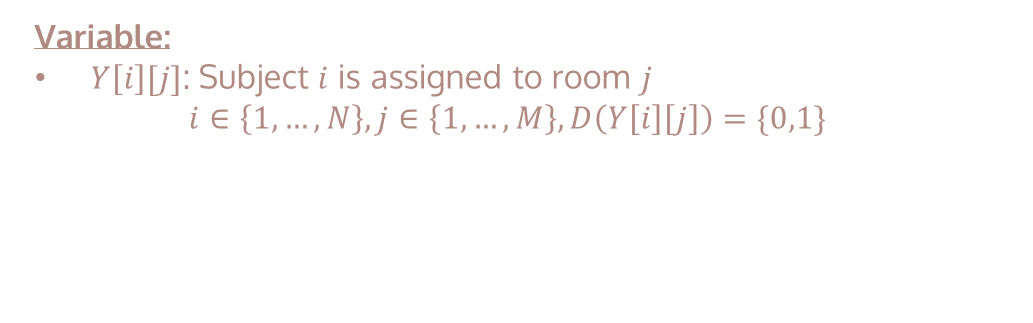 Variable:
• Y[i][j]: Subject i is assigned to room j
i ∈ {1, … , N}, j ∈ {1, … , M}, D(Y[i][j]) = {0,1}